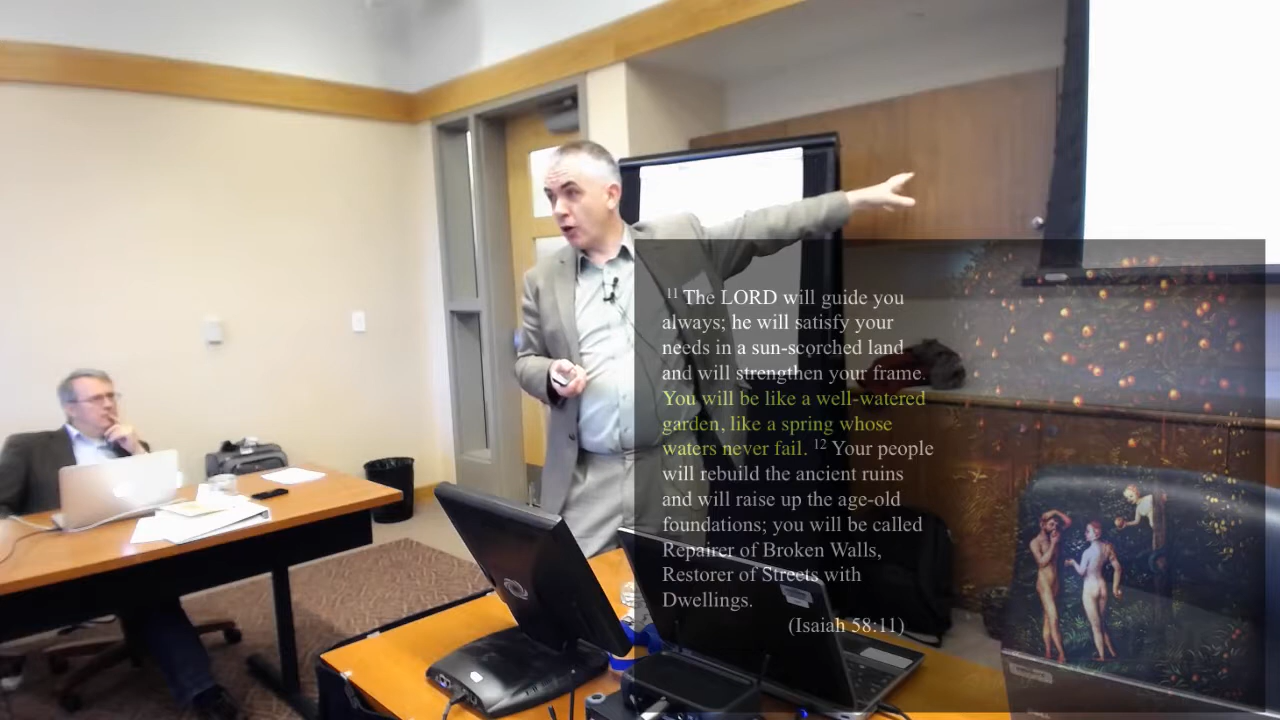 ¹¹ The LORD will guide you
always; he will satisfy your
needs in a sun-scorched land
and will strengthen your frame.
You will be like a well-watered
garden, like a spring whose
waters never fail. ¹² Your people
will rebuild the ancient ruins
and will raise up the age-old
foundations; you will be called
Repairer of Broken Walls,
Restorer of Streets with
Dwellings.
(Isaiah 58:11)